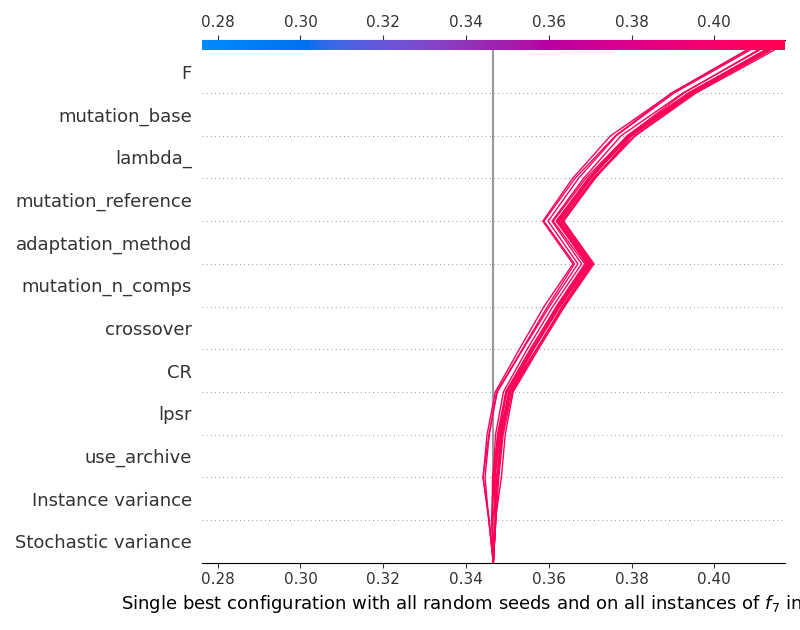 0.28 0.30 0.32 0.34 0.36 0.38 0.40
F
mutation_base
lambda_
mutation_reference
adaptation_method
mutation_n_comps
crossover
CR
lpsr
use_archive
Instance variance
Stochastic variance
0.28 0.30 0.32 0.34 0.36 0.38 0.40
Single best configuration with all random seeds and on all instances of f₇ in